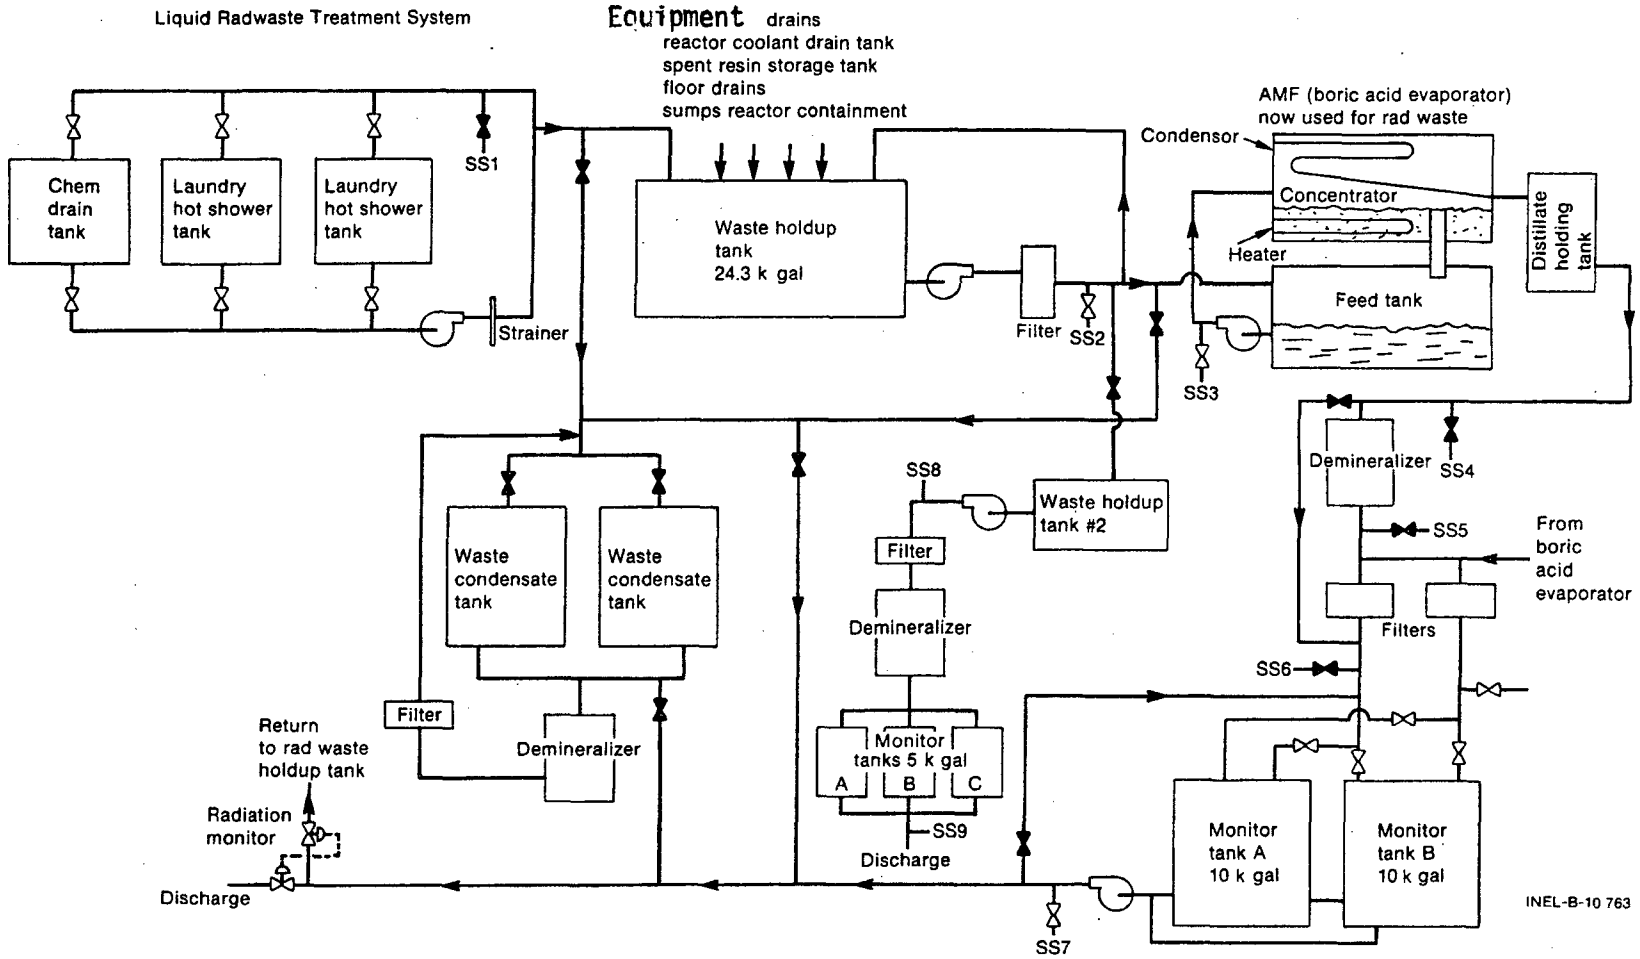 Liquid Radwaste Treatment System
Equipment drains
reactor coolant drain tank
spent resin storage tank
floor drains
sumps reactor containment
AMF (boric acid evaporator)
now used for rad waste
Condensor
Concentrator
Heater
Distillate
holding
tank
SS1
Chem
drain
tank
Laundry
hot shower
tank
Laundry
hot shower
tank
Strainer
Waste holdup
tank
24.3 k gal
Filter
SS2
Feed tank
SS3
Demineralizer
SS4
SS5
From
boric
acid
evaporator
Filters
SS6
SS8
Waste holdup
tank #2
Filter
Demineralizer
Monitor
tanks 5 k gal
A
B
C
SS9
Discharge
Waste
condensate
tank
Waste
condensate
tank
Filter
Demineralizer
Return
to rad waste
holdup tank
Radiation
monitor
Discharge
SS7
Monitor
tank A
10 k gal
Monitor
tank B
10 k gal
INEL-B-10 763